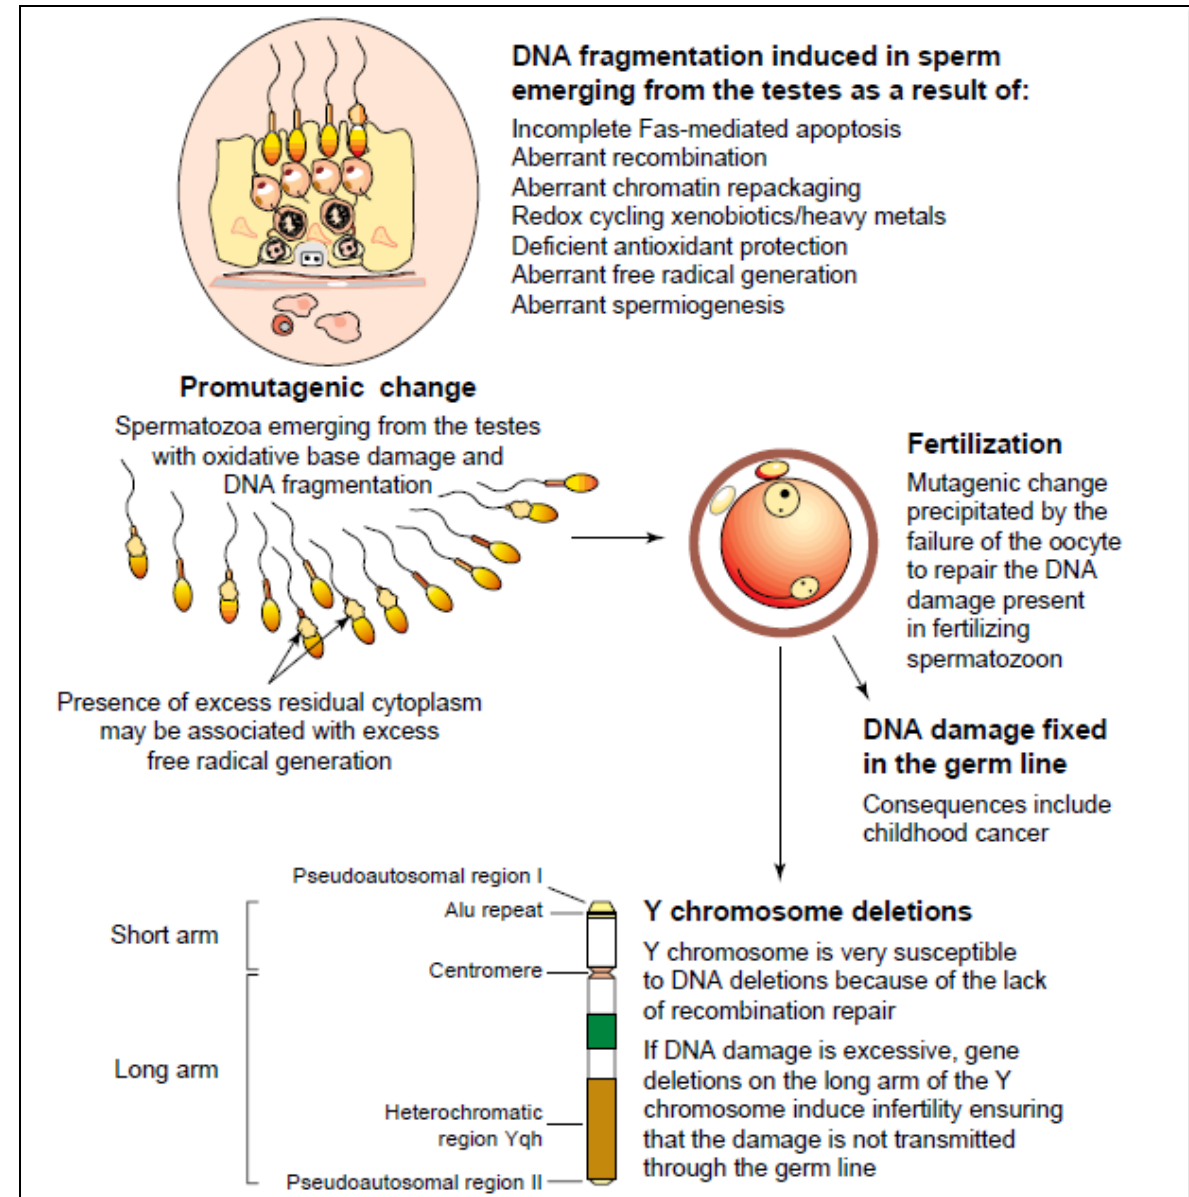 DNA fragmentation induced in sperm
emerging from the testes as a result of:
Incomplete Fas-mediated apoptosis
Aberrant recombination
Aberrant chromatin repackaging
Redox cycling xenobiotics/heavy metals
Deficient antioxidant protection
Aberrant free radical generation
Aberrant spermiogenesis
Promutagenic change
Spermatozoa emerging from the testes
with oxidative base damage and
DNA fragmentation
Presence of excess residual cytoplasm
may be associated with excess
free radical generation
Fertilization
Mutagenic change
precipitated by the
failure of the oocyte
to repair the DNA
damage present
in fertilizing
spermatozoon
DNA damage fixed
in the germ line
Consequences include
childhood cancer
Pseudoautosomal region I
Alu repeat
Short arm
Centromere
Long arm
Heterochromatic
region Yqh
Pseudoautosomal region II
Y chromosome deletions
Y chromosome is very susceptible
to DNA deletions because of the lack
of recombination repair
If DNA damage is excessive, gene
deletions on the long arm of the Y
chromosome induce infertility ensuring
that the damage is not transmitted
through the germ line